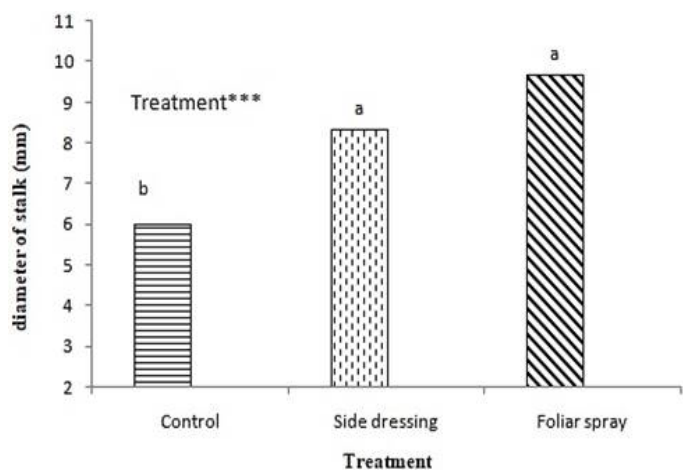 11
10
9
8
7
6
5
4
3
2
diameter of stalk (mm)
Treatment***
b
a
a
Control
Side dressing
Foliar spray
Treatment